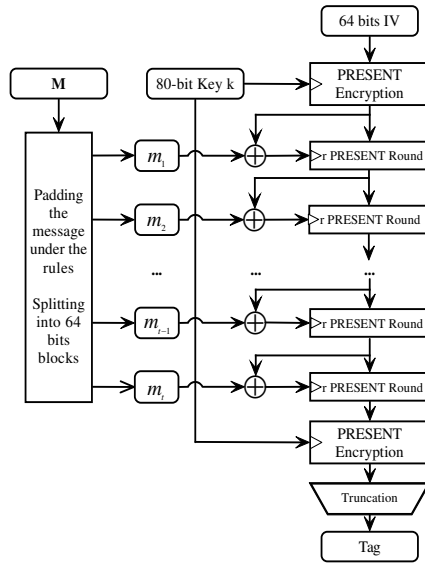 64 bits IV
M
80-bit Key k
PRESENT
Encryption
Padding
the
message
under the
rules
Splitting
into 64
bits
blocks
m1
r PRESENT Round
m2
r PRESENT Round
...
...
...
mt−1
r PRESENT Round
mt
r PRESENT Round
PRESENT
Encryption
Truncation
Tag